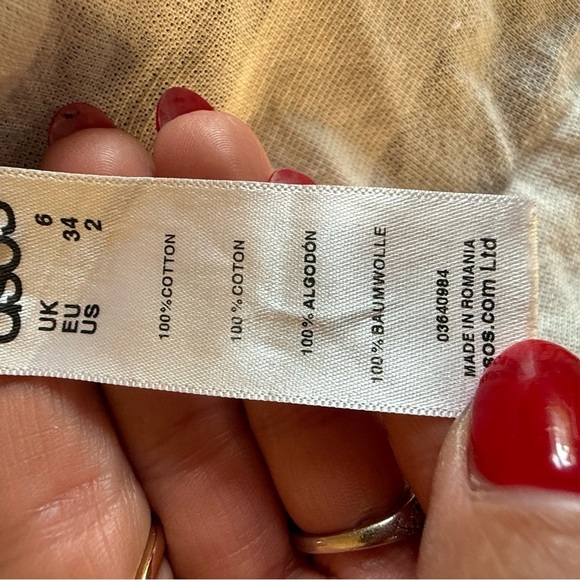 asos
UK 6
EU 34
US 2
100%COTTON
100%COTON
100%ALGODÓN
100%BAUMWOLLE
03640984
MADE IN ROMANIA
sos.com Ltd